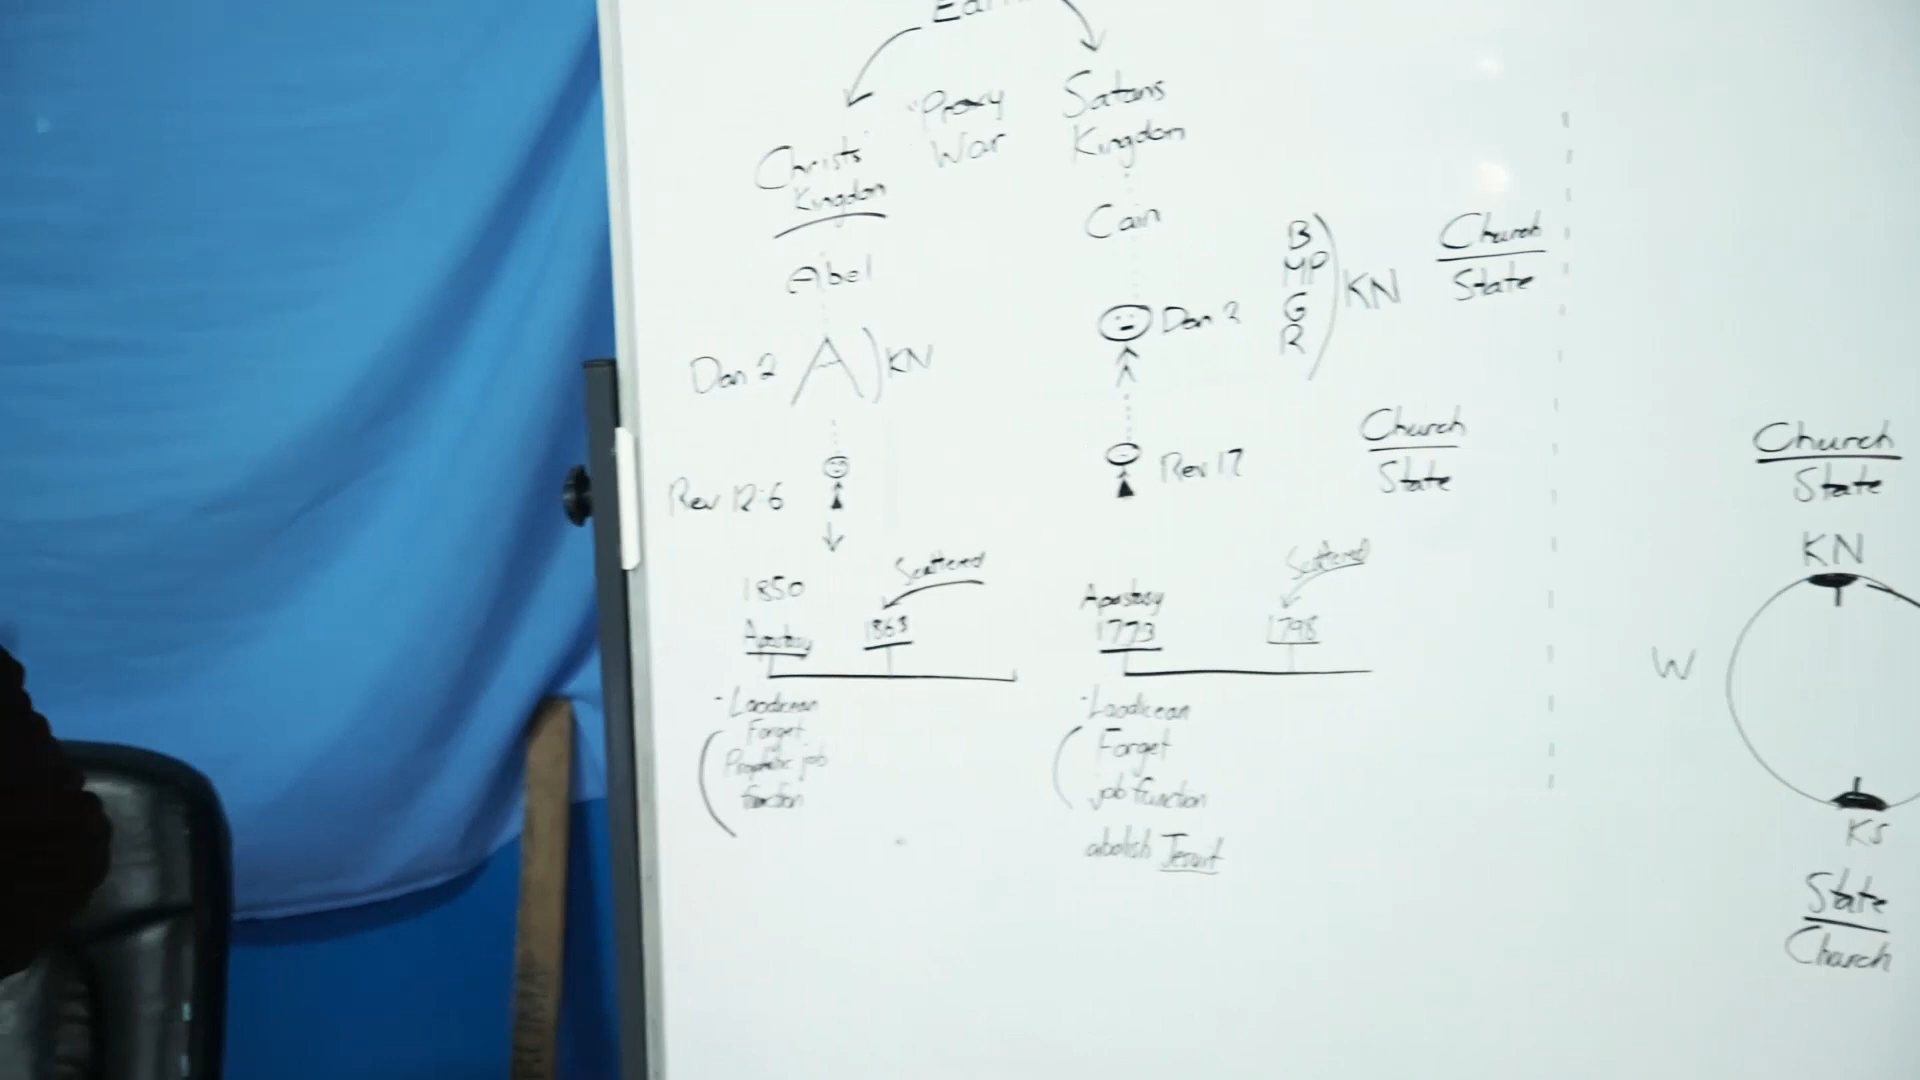 "Proxy
War
Christs'
Kingdon
Satans
Kingdon
Abel
Cain
Dan 2
A) KN
Dan 2
B
MP
G
R
KN
Church
State
Rev 12:6
Rev 17
Church
State
1850
Apostasy
Scattered
1863
Apostasy
1773
Scattered
1798
- Laodicean
Forget
Prophetic job
function
- Laodicean
Forget
job function
abolish Jesuit
Church
State
KN
W
KS
State
Church